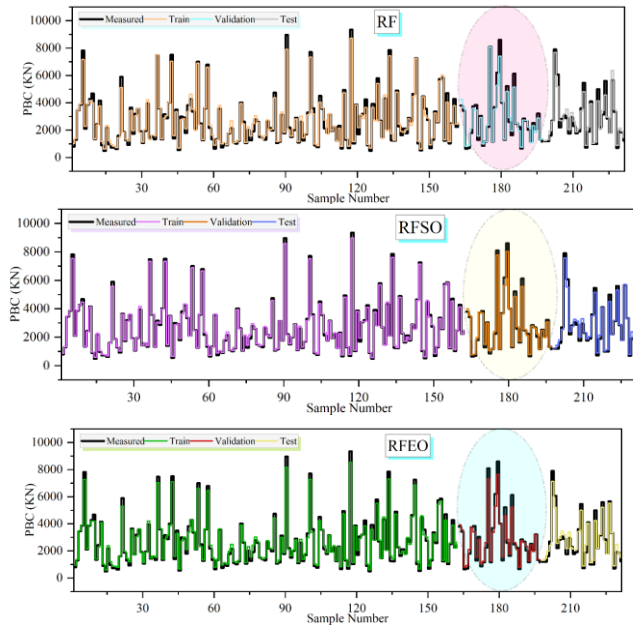 Measured Train Validation Test
RF
PBC (KN)
10000
8000
6000
4000
2000
0
30 60 90 120 150 180 210
Sample Number
Measured Train Validation Test
RFSO
PBC (KN)
10000
8000
6000
4000
2000
0
30 60 90 120 150 180 210
Sample Number
Measured Train Validation Test
RFEO
PBC (KN)
10000
8000
6000
4000
2000
0
30 60 90 120 150 180 210
Sample Number